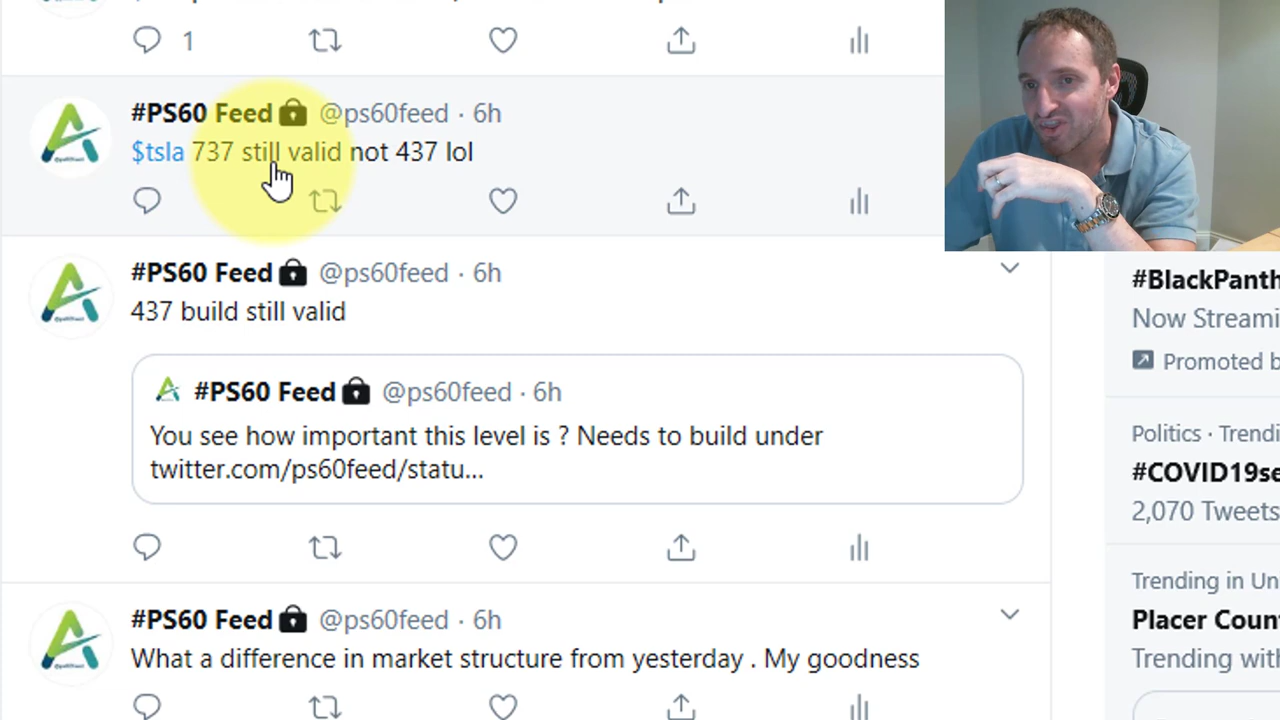 1
#PS60 Feed @ps60feed · 6h
$tsla 737 still valid not 437 lol
#PS60 Feed @ps60feed · 6h
437 build still valid
#PS60 Feed @ps60feed · 6h
You see how important this level is ? Needs to build under
twitter.com/ps60feed/statu...
#PS60 Feed @ps60feed · 6h
What a difference in market structure from yesterday . My goodness
#BlackPanth
Now Streami
Promoted b
Politics · Trendi
#COVID19se
2,070 Tweets
Trending in Un
Placer Coun
Trending with